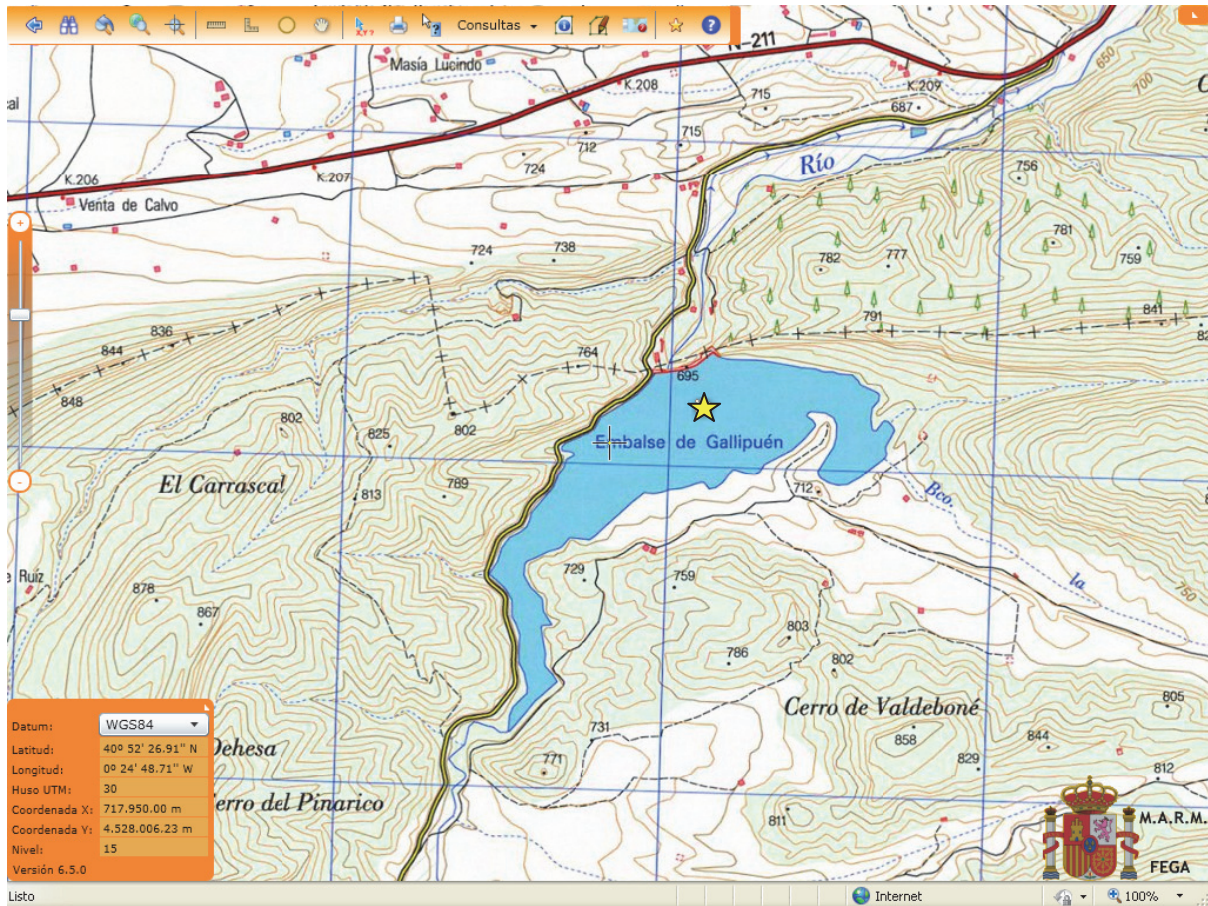 Consultas
X,Y ?
N-211
Masía Lucindo
K.208
715
K.209
687
650
700
cal
712
715
Río
K.206
K.207
724
756
Venta de Calvo
724
738
782
777
781
759
836
764
791
841
844
695
848
802
825
802
Embalse de Gallipuén
El Carrascal
813
789
712
Bco.
la
Ruiz
878
729
759
750
867
803
786
802
Cerro de Valdeboné
805
858
829
844
731
771
812
811
Dehesa
Cerro del Pinarico
Datum: WGS84
Latitud: 40º 52' 26.91'' N
Longitud: 0º 24' 48.71'' W
Huso UTM: 30
Coordenada X: 717.950.00 m
Coordenada Y: 4.528.006.23 m
Nivel: 15
Versión 6.5.0
M.A.R.M.
FEGA
Listo
Internet
100%